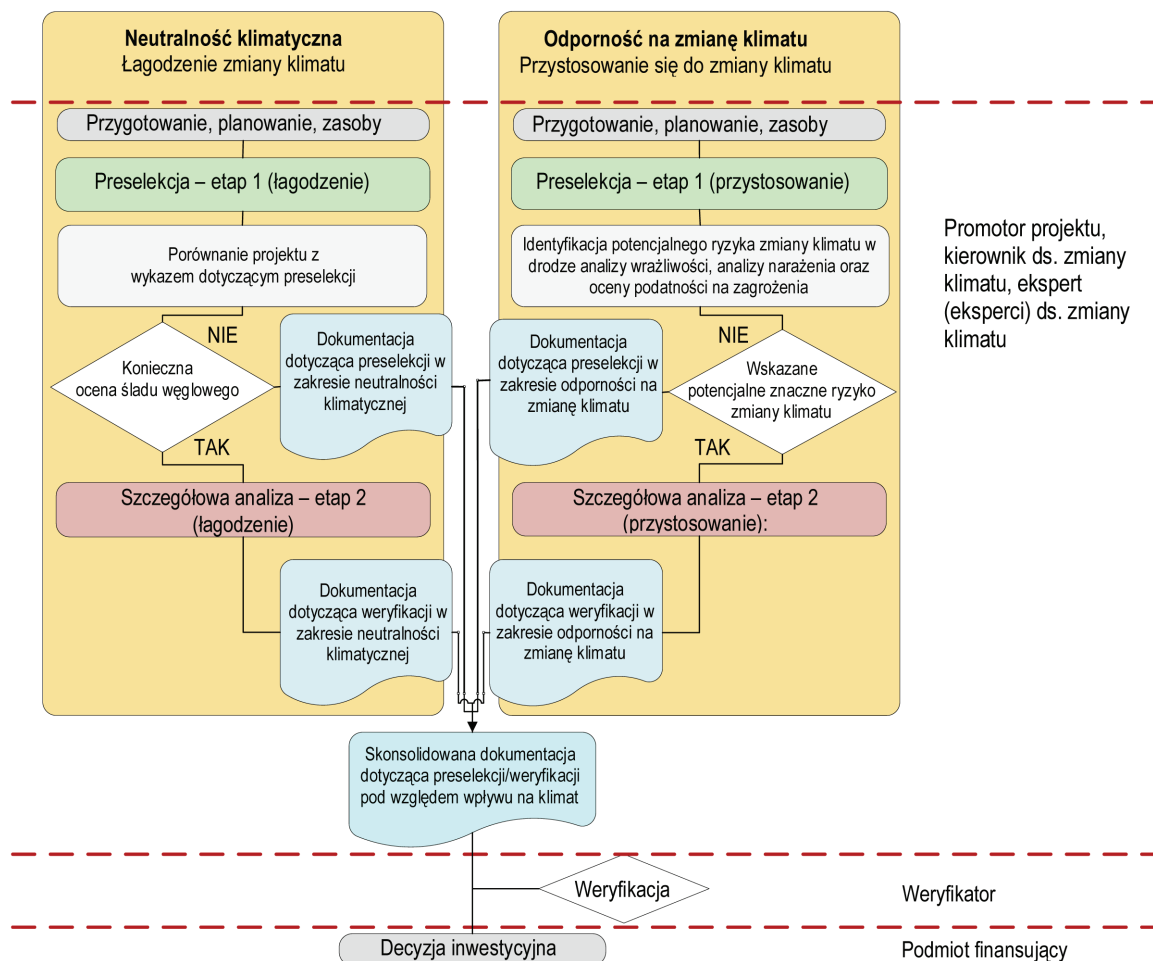 Neutralność klimatyczna
Łagodzenie zmiany klimatu
Przygotowanie, planowanie, zasoby
Preselekcja – etap 1 (łagodzenie)
Porównanie projektu z
wykazem dotyczącym preselekcji
NIE
Konieczna
ocena śladu węglowego
Dokumentacja
dotycząca preselekcji w
zakresie neutralności
klimatycznej
TAK
Szczegółowa analiza – etap 2
(łagodzenie)
Dokumentacja
dotycząca weryfikacji w
zakresie neutralności
klimatycznej
Odporność na zmianę klimatu
Przystosowanie się do zmiany klimatu
Przygotowanie, planowanie, zasoby
Preselekcja – etap 1 (przystosowanie)
Identyfikacja potencjalnego ryzyka zmiany klimatu w
drodze analizy wrażliwości, analizy narażenia oraz
oceny podatności na zagrożenia
NIE
Dokumentacja
dotycząca preselekcji w
zakresie odporności na
zmianę klimatu
Wskazane
potencjalne znaczne ryzyko
zmiany klimatu
TAK
Szczegółowa analiza – etap 2
(przystosowanie):
Dokumentacja
dotycząca weryfikacji w
zakresie odporności na
zmianę klimatu
Promotor projektu,
kierownik ds. zmiany
klimatu, ekspert
(eksperci) ds. zmiany
klimatu
Skonsolidowana dokumentacja
dotycząca preselekcji/weryfikacji
pod względem wpływu na klimat
Weryfikacja
Weryfikator
Decyzja inwestycyjna
Podmiot finansujący